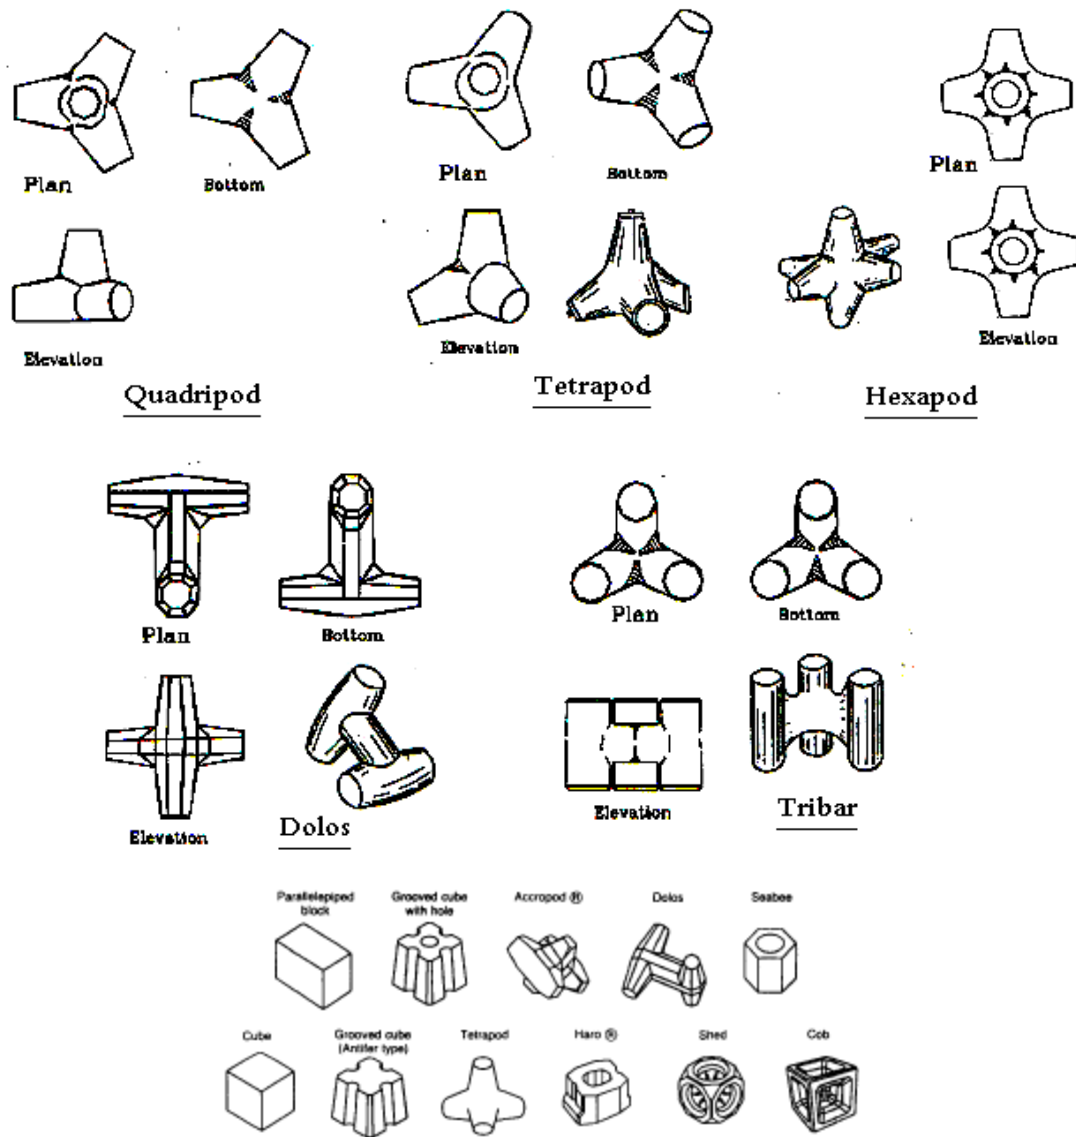 Plan
Bottom
Plan
Bottom
Plan
Elevation
Elevation
Elevation
Quadripod
Tetrapod
Hexapod
Plan
Bottom
Plan
Bottom
Elevation
Dolos
Elevation
Tribar
Parallelepiped
block
Grooved cube
with hole
Accropod ®
Dolos
Seabee
Cube
Grooved cube
(Antifer type)
Tetrapod
Haro ®
Shed
Cob